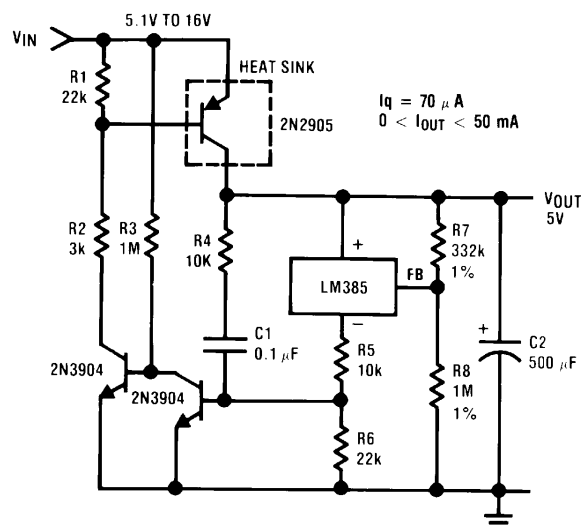 5.1V TO 16V
VIN
R1
22k
HEAT SINK
2N2905
Iq = 70 μA
0 < IOUT < 50 mA
VOUT
5V
R2
3k
R3
1M
R4
10K
+
LM385
−
FB
R7
332k
1%
C1
0.1 μF
R5
10k
R8
1M
1%
+
C2
500 μF
2N3904
2N3904
R6
22k